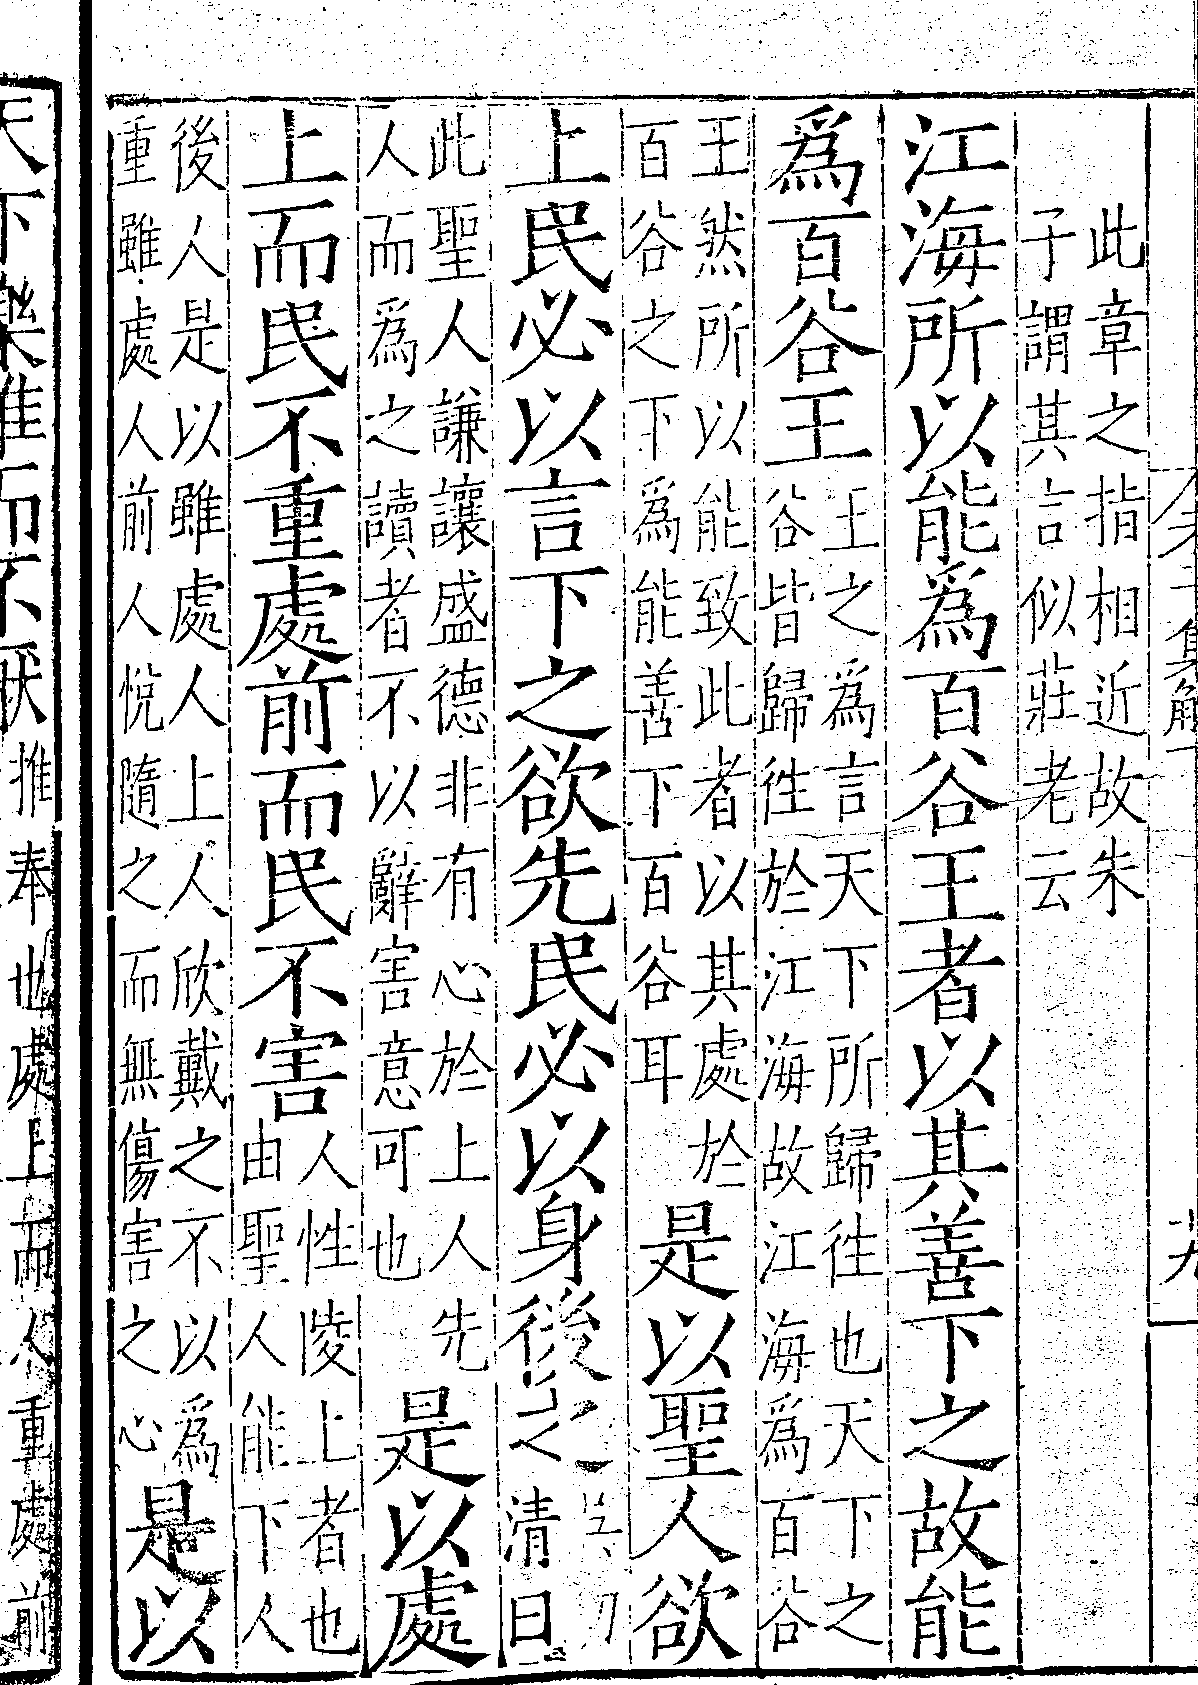 此章之指相近故朱
子謂其言似莊老云
江海所以能爲百谷王者以其善下之故能
爲百谷王
王之爲言天下所歸往也天下之
谷皆歸往於江海故江海爲百谷
王然所以能致此者以其處於
百谷之下爲能善下百谷耳
是以聖人欲
上民必以言下之欲先民必以身後之
清曰
此聖人謙讓盛德非有心於上人先
人而爲之讀者不以辭害意可也
是以處
上而民不重處前而民不害
人性陵上者也
由聖人能下人
後人是以雖處人上人欣戴之不以爲
重雖處人前人悅隨之而無傷害之心
是以
天下樂推而不厭
推奉也處上而人重處前